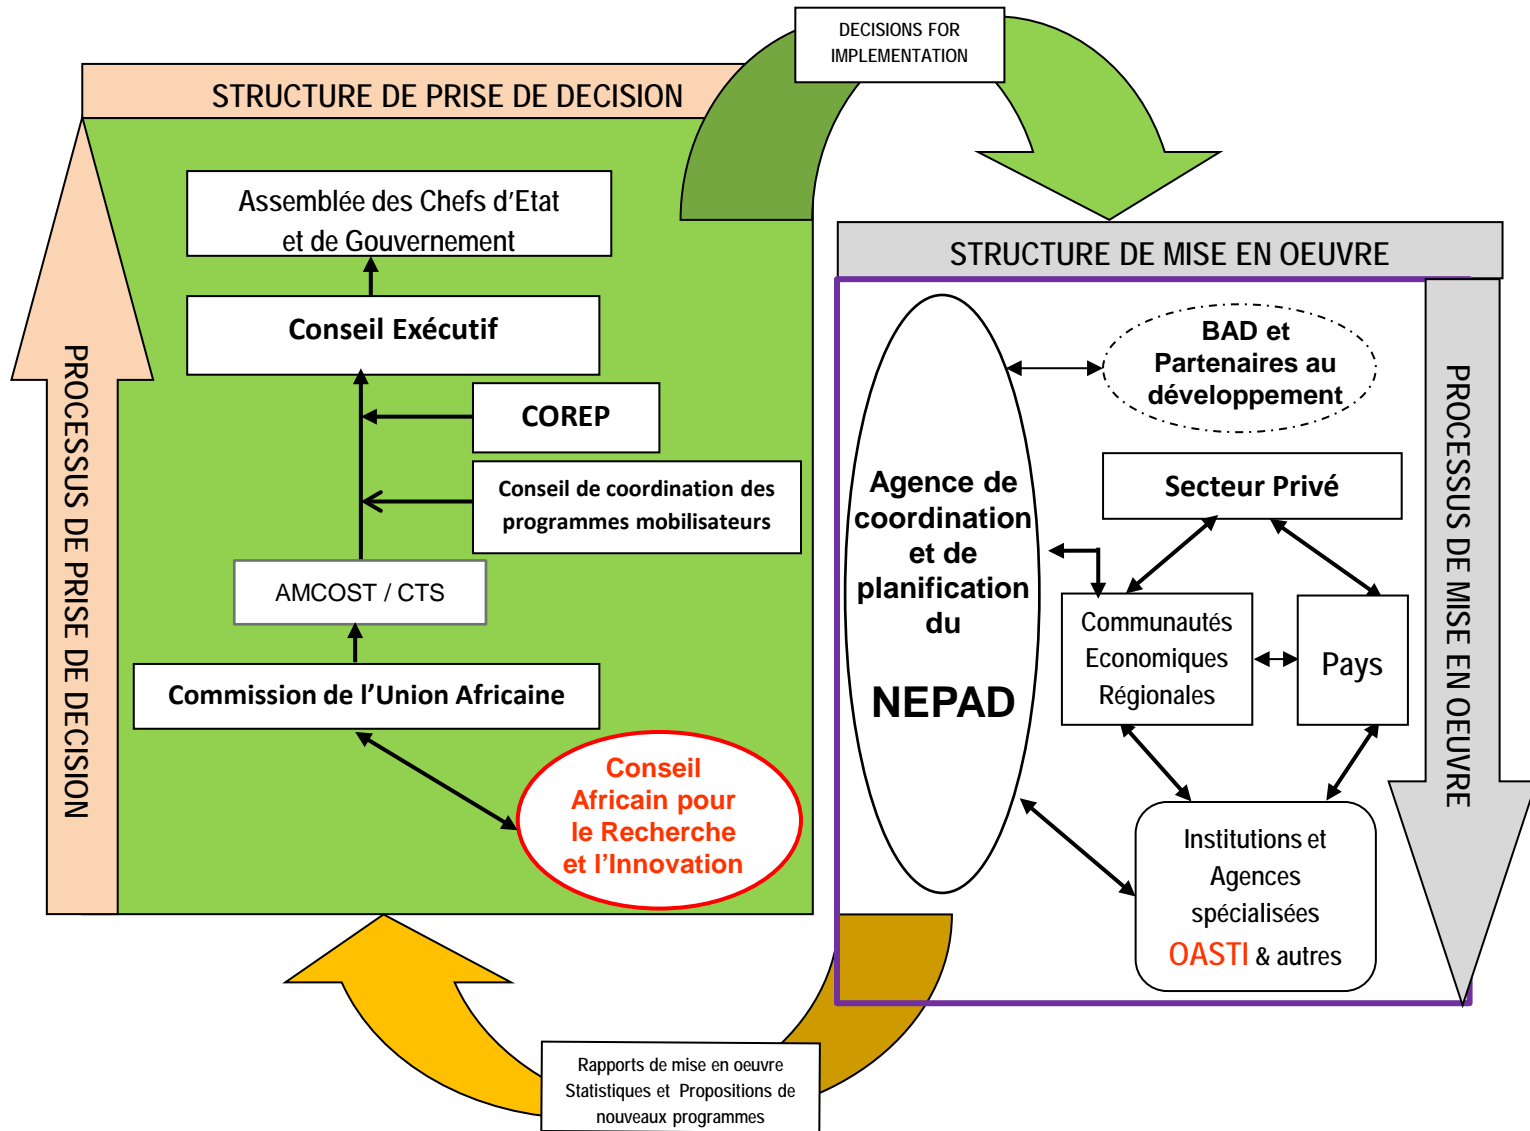 DECISIONS FOR
IMPLEMENTATION
STRUCTURE DE PRISE DE DECISION
PROCESSUS DE PRISE DE DECISION
Assemblée des Chefs d'Etat
et de Gouvernement
Conseil Exécutif
COREP
Conseil de coordination des
programmes mobilisateurs
AMCOST / CTS
Commission de l'Union Africaine
Conseil
Africain pour
le Recherche
et l'Innovation
STRUCTURE DE MISE EN OEUVRE
PROCESSUS DE MISE EN OEUVRE
BAD et
Partenaires au
développement
Agence de
coordination
et de
planification
du
NEPAD
Secteur Privé
Communautés
Economiques
Régionales
Pays
Institutions et
Agences
spécialisées
OASTI & autres
Rapports de mise en oeuvre
Statistiques et Propositions de
nouveaux programmes